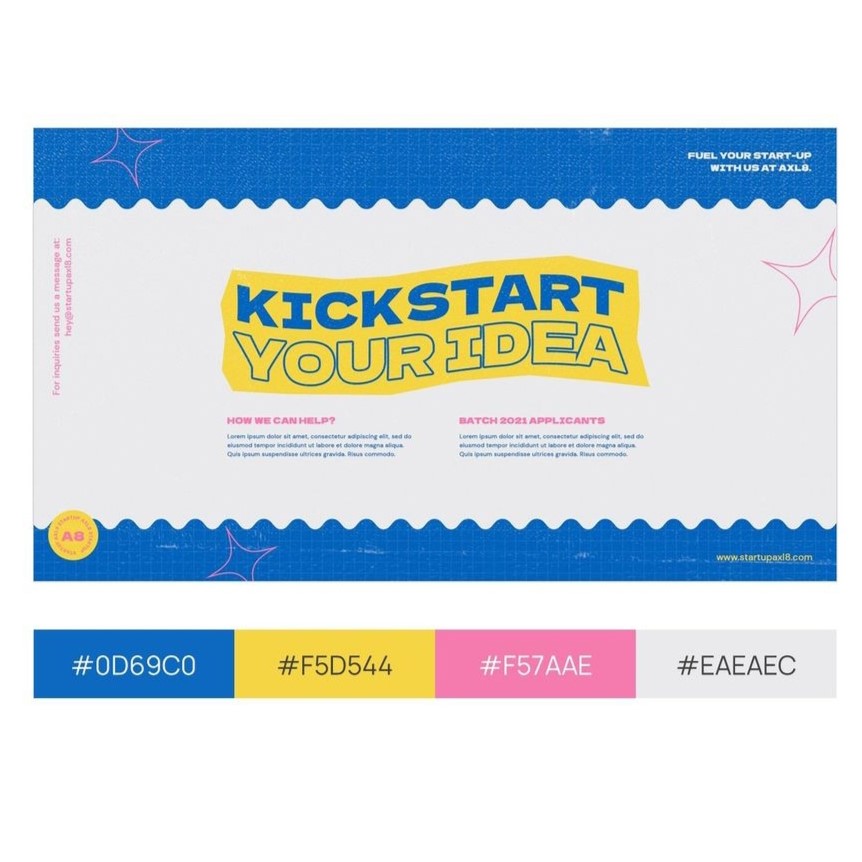 FUEL YOUR START-UP
WITH US AT AXL8.
For inquiries send us a message at:
hey@startupaxl8.com
KICKSTART
YOUR IDEA
HOW WE CAN HELP?
Lorem ipsum dolor sit amet, consectetur adipiscing elit, sed do
eiusmod tempor incididunt ut labore et dolore magna aliqua.
Quis ipsum suspendisse ultrices gravida. Risus commodo.
BATCH 2021 APPLICANTS
Lorem ipsum dolor sit amet, consectetur adipiscing elit, sed do
eiusmod tempor incididunt ut labore et dolore magna aliqua.
Quis ipsum suspendisse ultrices gravida. Risus commodo.
A8
www.startupaxl8.com
#0D69C0
#F5D544
#F57AAE
#EAEAEC